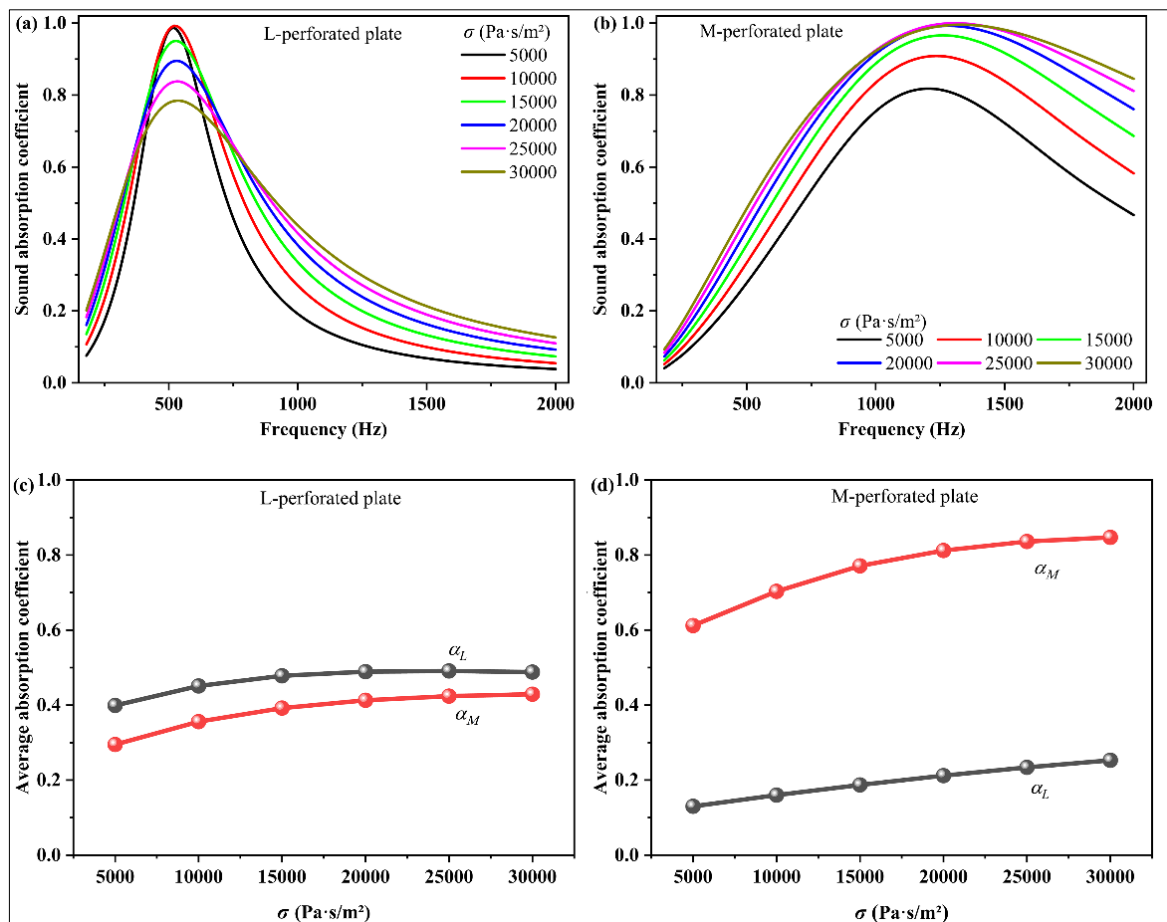 (a)
L-perforated plate
σ (Pa·s/m²)
5000
10000
15000
20000
25000
30000
Sound absorption coefficient
1.0
0.8
0.6
0.4
0.2
0.0
500 1000 1500 2000
Frequency (Hz)
(b)
M-perforated plate
σ (Pa·s/m²)
5000 10000 15000
20000 25000 30000
Sound absorption coefficient
1.0
0.8
0.6
0.4
0.2
0.0
500 1000 1500 2000
Frequency (Hz)
(c)
L-perforated plate
Average absorption coefficient
1.0
0.8
0.6
0.4
0.2
0.0
α_L
α_M
5000 10000 15000 20000 25000 30000
σ (Pa·s/m²)
(d)
M-perforated plate
Average absorption coefficient
1.0
0.8
0.6
0.4
0.2
0.0
α_M
α_L
5000 10000 15000 20000 25000 30000
σ (Pa·s/m²)